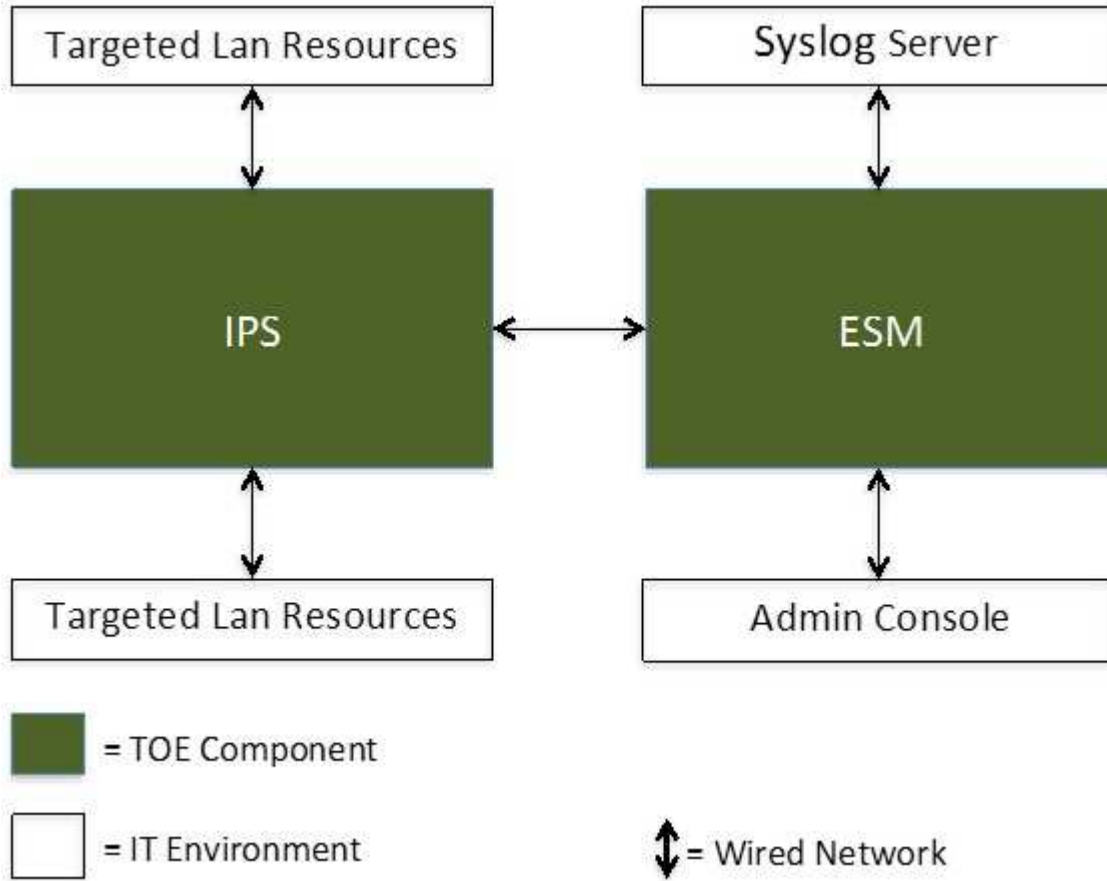 Targeted Lan Resources
Syslog Server
IPS
ESM
Targeted Lan Resources
Admin Console
= TOE Component
= IT Environment
= Wired Network